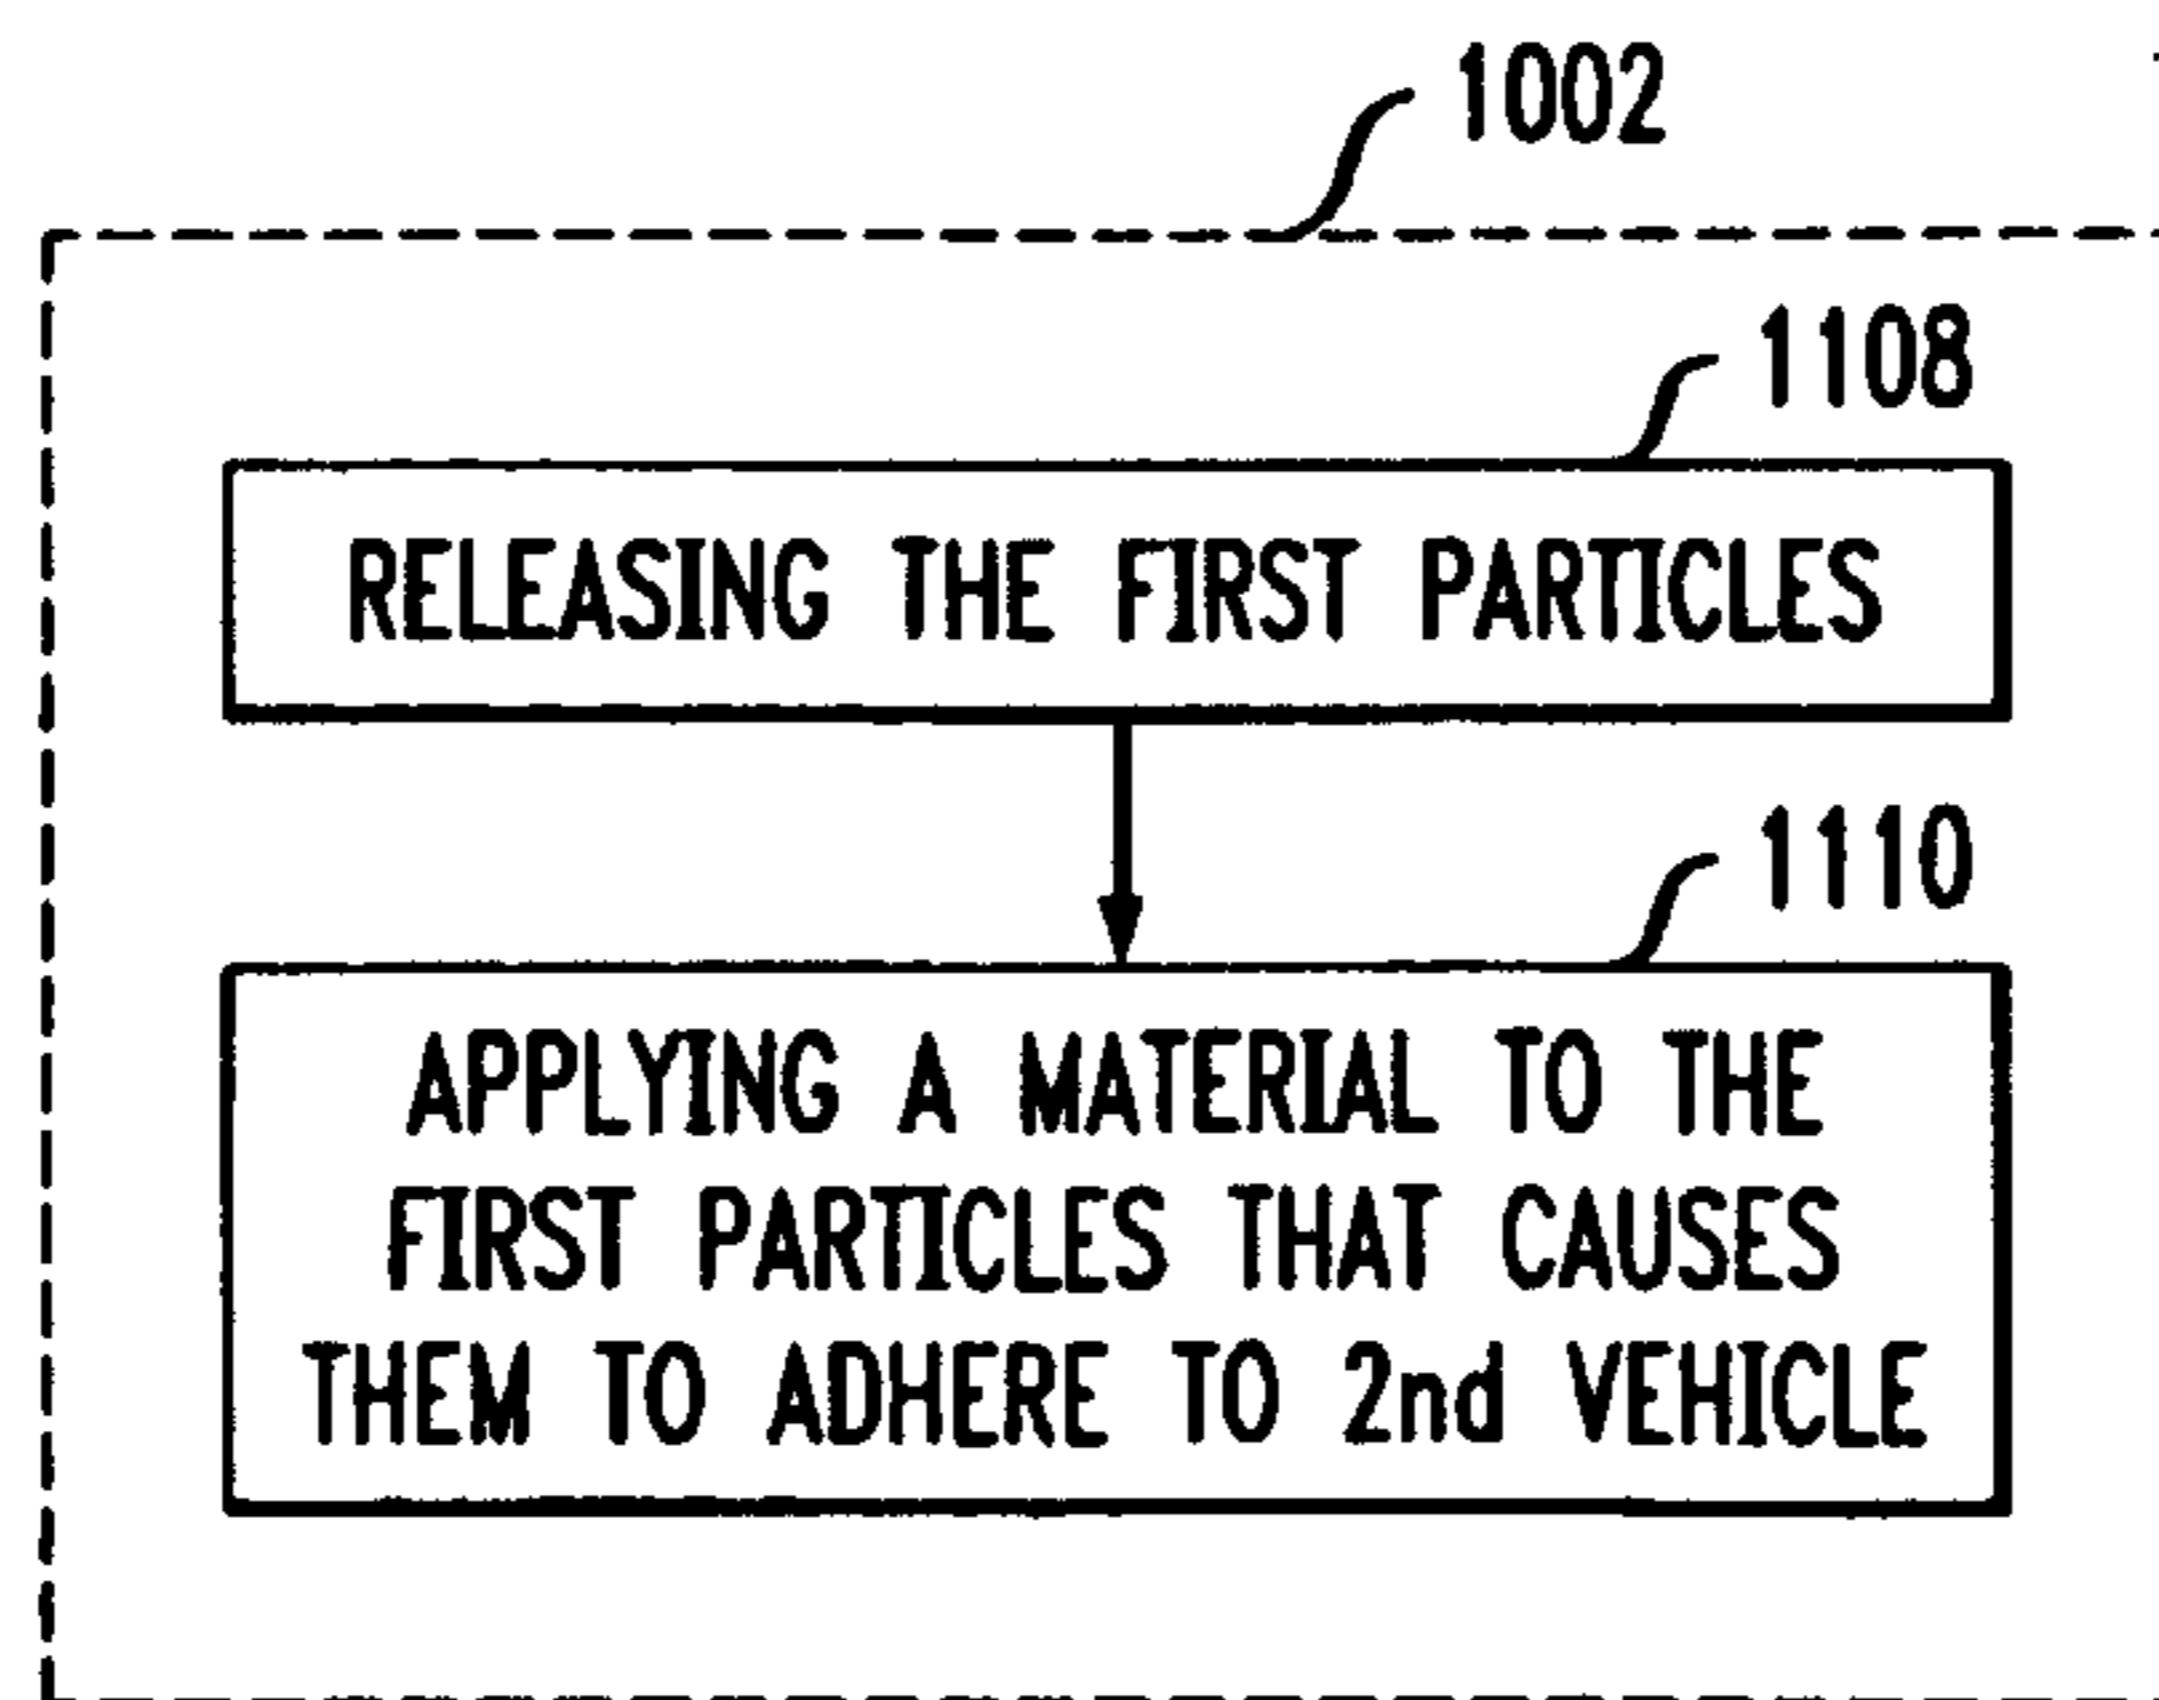 1002
1108
RELEASING THE FIRST PARTICLES
1110
APPLYING A MATERIAL TO THE
FIRST PARTICLES THAT CAUSES
THEM TO ADHERE TO 2nd VEHICLE